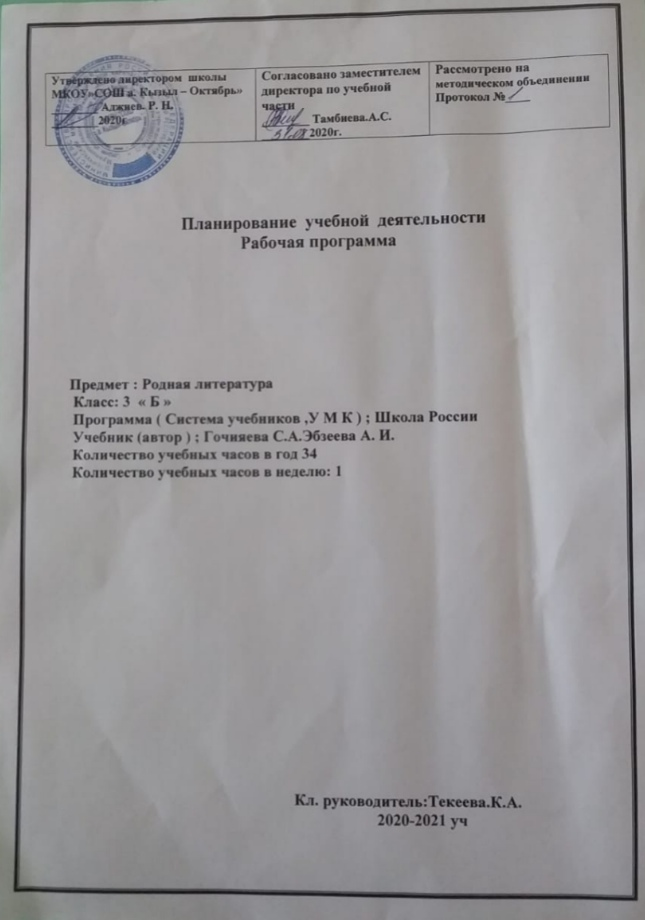 Утверждено директором школы
МКОУ»СОШ а. Кызыл – Октябрь»
Аджиев. Р. Н.
2020г
Согласовано заместителем
директора по учебной
части
Тамбиева.А.С.
31.08 2020г.
Рассмотрено на
методическом объединении
Протокол № 1
Планирование учебной деятельности
Рабочая программа
Предмет : Родная литература
Класс: 3 « Б »
Программа ( Система учебников ,У М К ) ; Школа России
Учебник (автор ) ; Гочияева С.А.Эбзеева А. И.
Количество учебных часов в год 34
Количество учебных часов в неделю: 1
Кл. руководитель:Текеева.К.А.
2020-2021 уч